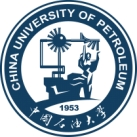 CHINA UNIVERSITY OF PETROLEUM
1953
中国石油大学